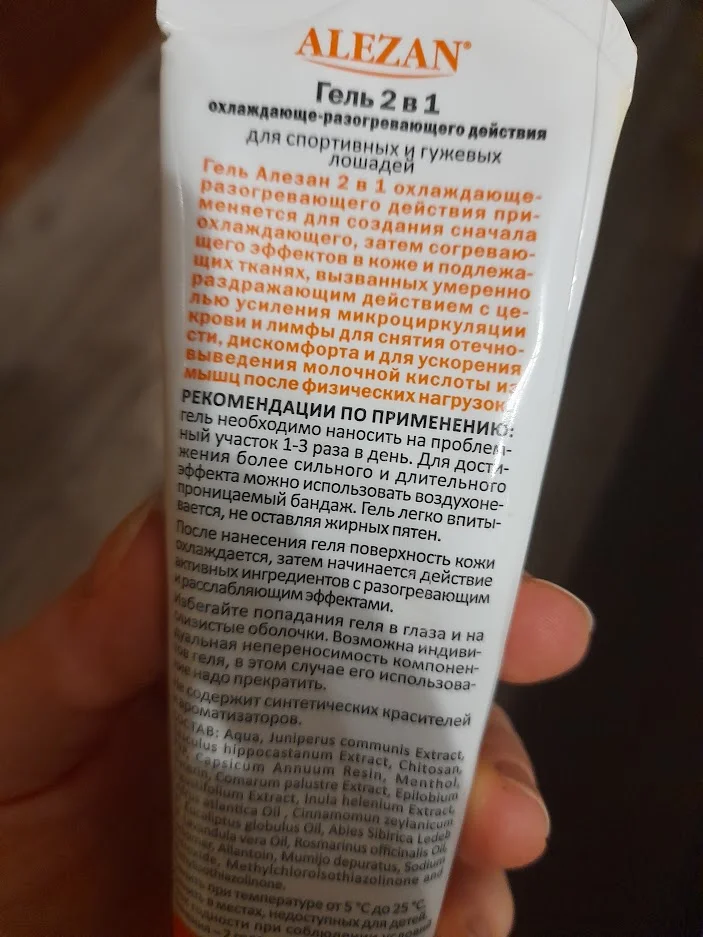 ALEZAN®
Гель 2 в 1
охлаждающе-разогревающего действия
для спортивных и гужевых
лошадей
Гель Алезан 2 в 1 охлаждающе-
разогревающего действия при-
меняется для создания сначала
охлаждающего, затем согреваю-
щего эффектов в коже и подлежа-
щих тканях, вызванных умеренно
раздражающим действием с це-
лью усиления микроциркуляции
крови и лимфы для снятия отечно-
сти, дискомфорта и для ускорения
выведения молочной кислоты из
мышц после физических нагрузок.
РЕКОМЕНДАЦИИ ПО ПРИМЕНЕНИЮ:
гель необходимо наносить на проблем-
ный участок 1-3 раза в день. Для дости-
жения более сильного и длительного
эффекта можно использовать воздухоне-
проницаемый бандаж. Гель легко впиты-
вается, не оставляя жирных пятен.
После нанесения геля поверхность кожи
охлаждается, затем начинается действие
активных ингредиентов с разогревающим
и расслабляющим эффектами.
Избегайте попадания геля в глаза и на
слизистые оболочки. Возможна индиви-
дуальная непереносимость компонен-
тов геля, в этом случае его использова-
ние надо прекратить.
Не содержит синтетических красителей
ароматизаторов.
СОСТАВ: Aqua, Juniperus communis Extract,
hippocastanum Extract, Chitosan,
Capsicum Annuum Resin, Menthol,
Comarum palustre Extract, Epilobium
Extract, Inula helenium Extract,
atlantica Oil, Cinnamomun zeylanicum
Eucaliptus globulus Oil, Abies Sibirica Ledeb
vera Oil, Rosmarinus officinalis Oil,
Allantoin, Mumijo depuratus, Sodium
Methylchloroisothiazolinone and
при температуре от 5 °С до 25 °С.
в местах, недоступных для детей.
годности при соблюдении условий